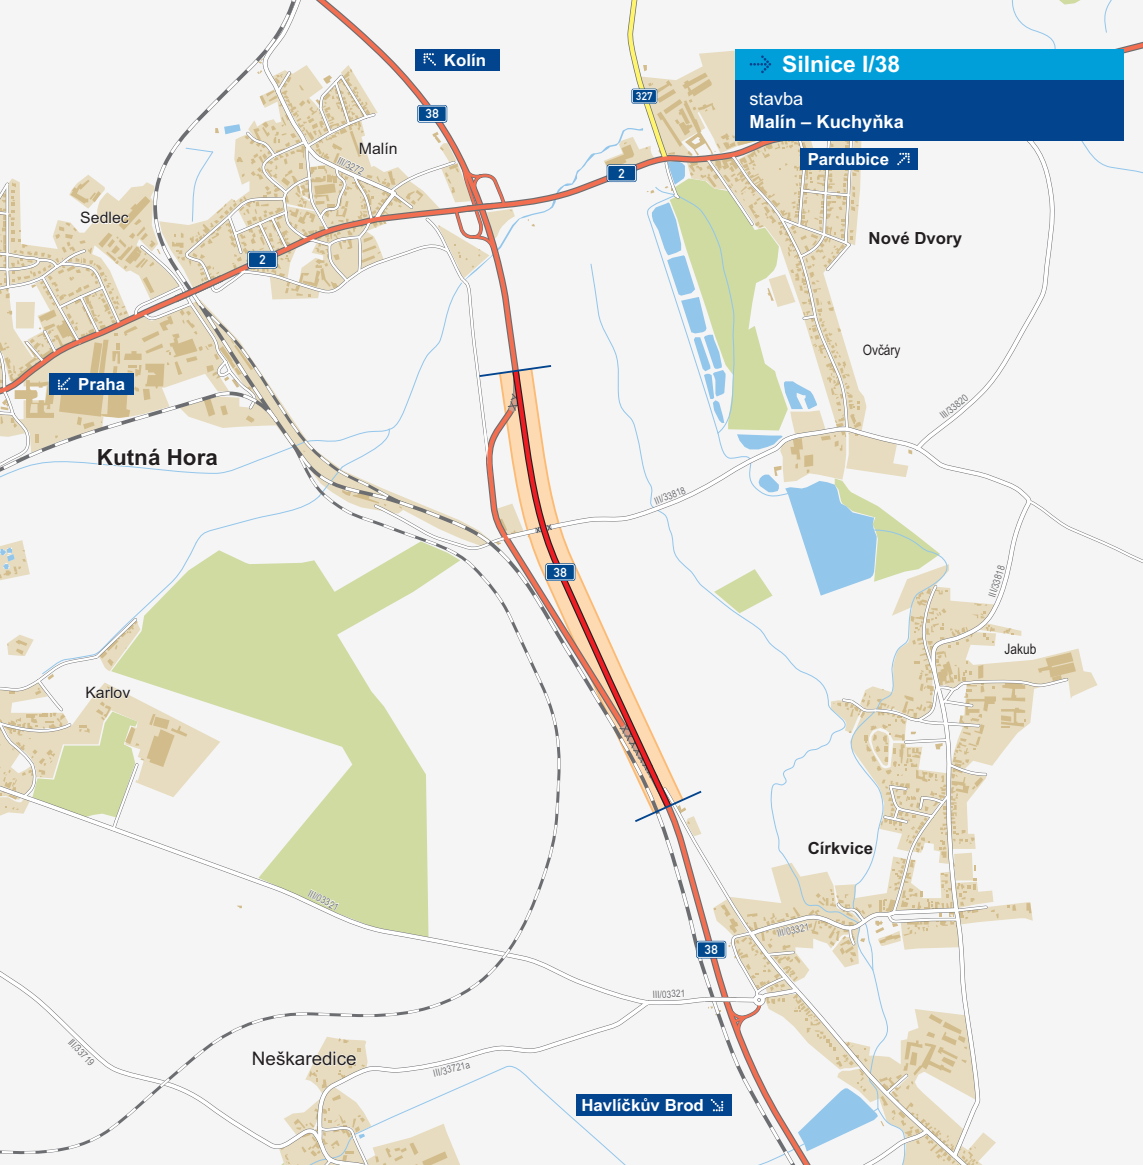 Kolín
Silnice I/38
stavba
Malín – Kuchyňka
327
38
Malín
Pardubice
III/3272
2
Sedlec
Nové Dvory
2
Ovčáry
Praha
III/33820
Kutná Hora
III/33818
38
III/33818
Jakub
Karlov
Církvice
III/03321
III/03321
38
III/03321
III/33719
Neškaredice
III/33721a
Havlíčkův Brod